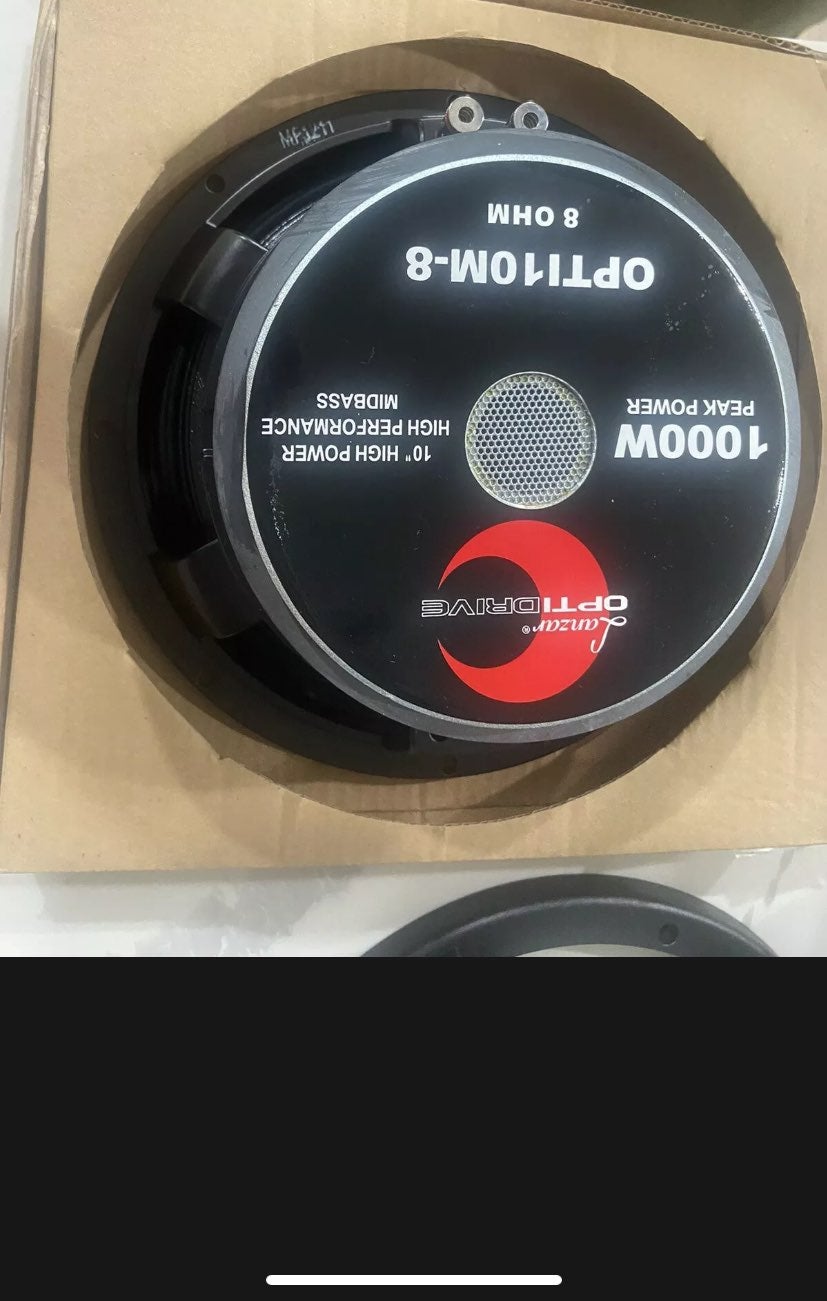 Lanzar®
OPTIDRIVE
1000W
PEAK POWER
10" HIGH POWER
HIGH PERFORMANCE
MIDBASS
OPTI10M-8
8 OHM